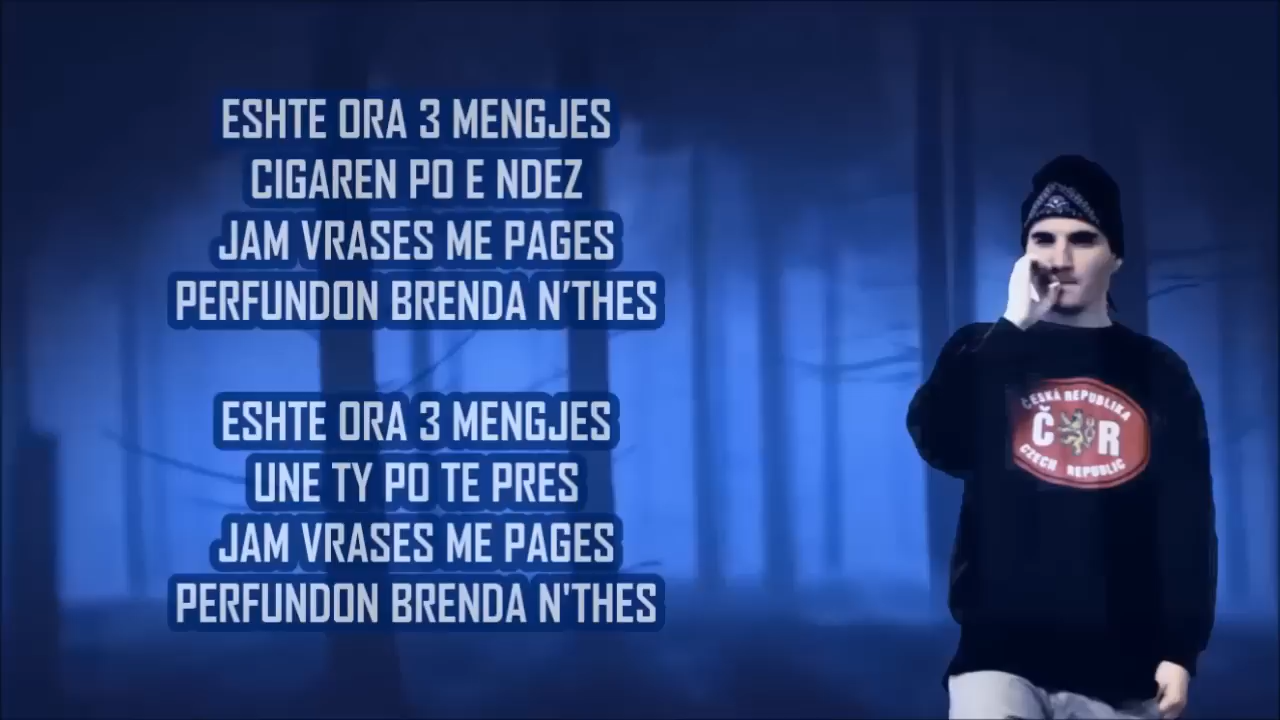 ESHTE ORA 3 MENGJES
CIGAREN PO E NDEZ
JAM VRASES ME PAGES
PERFUNDON BRENDA N’THES
ESHTE ORA 3 MENGJES
UNE TY PO TE PRES
JAM VRASES ME PAGES
PERFUNDON BRENDA N'THES
ČESKÁ REPUBLIKA
Č R
CZECH REPUBLIC